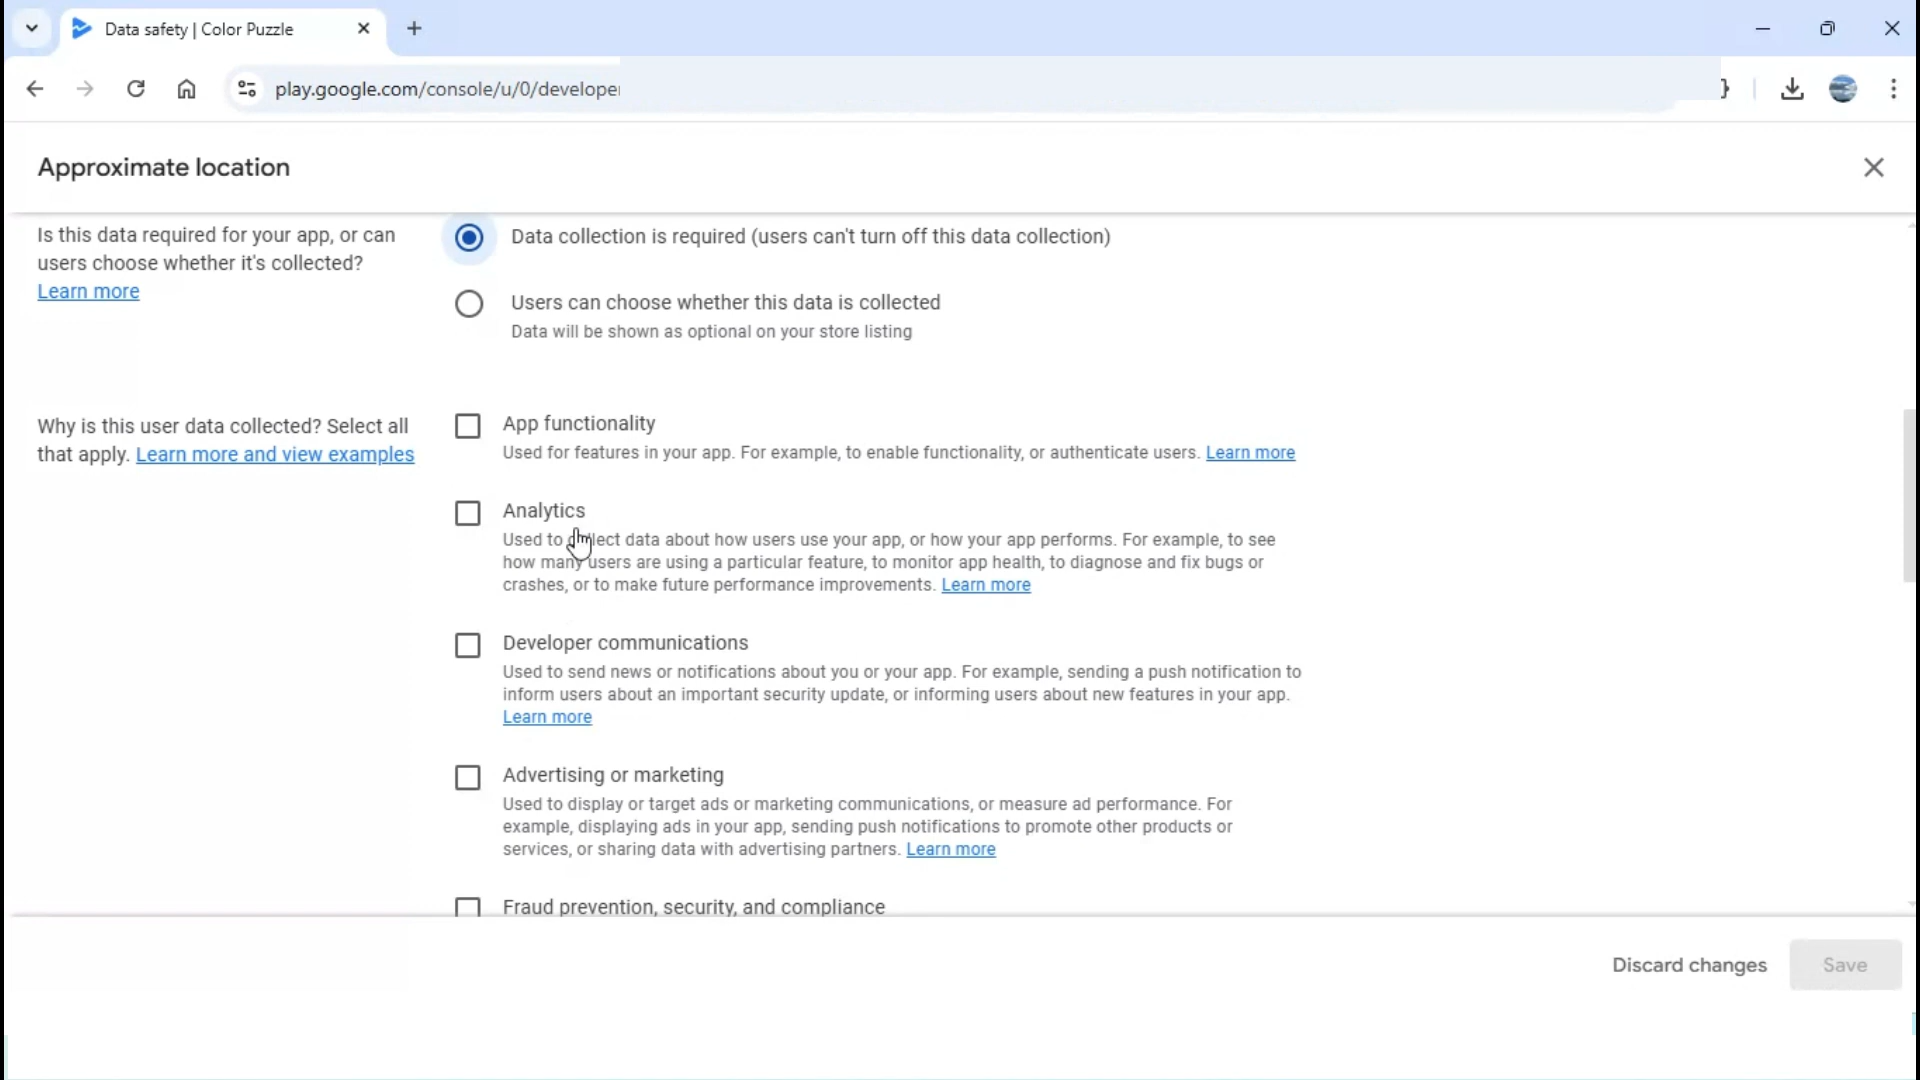 Data safety | Color Puzzle
play.google.com/console/u/0/develope
Approximate location
Is this data required for your app, or can
users choose whether it's collected?
Learn more
Data collection is required (users can't turn off this data collection)
Users can choose whether this data is collected
Data will be shown as optional on your store listing
Why is this user data collected? Select all
that apply. Learn more and view examples
App functionality
Used for features in your app. For example, to enable functionality, or authenticate users. Learn more
Analytics
Used to collect data about how users use your app, or how your app performs. For example, to see
how many users are using a particular feature, to monitor app health, to diagnose and fix bugs or
crashes, or to make future performance improvements. Learn more
Developer communications
Used to send news or notifications about you or your app. For example, sending a push notification to
inform users about an important security update, or informing users about new features in your app.
Learn more
Advertising or marketing
Used to display or target ads or marketing communications, or measure ad performance. For
example, displaying ads in your app, sending push notifications to promote other products or
services, or sharing data with advertising partners. Learn more
Fraud prevention, security, and compliance
Discard changes
Save